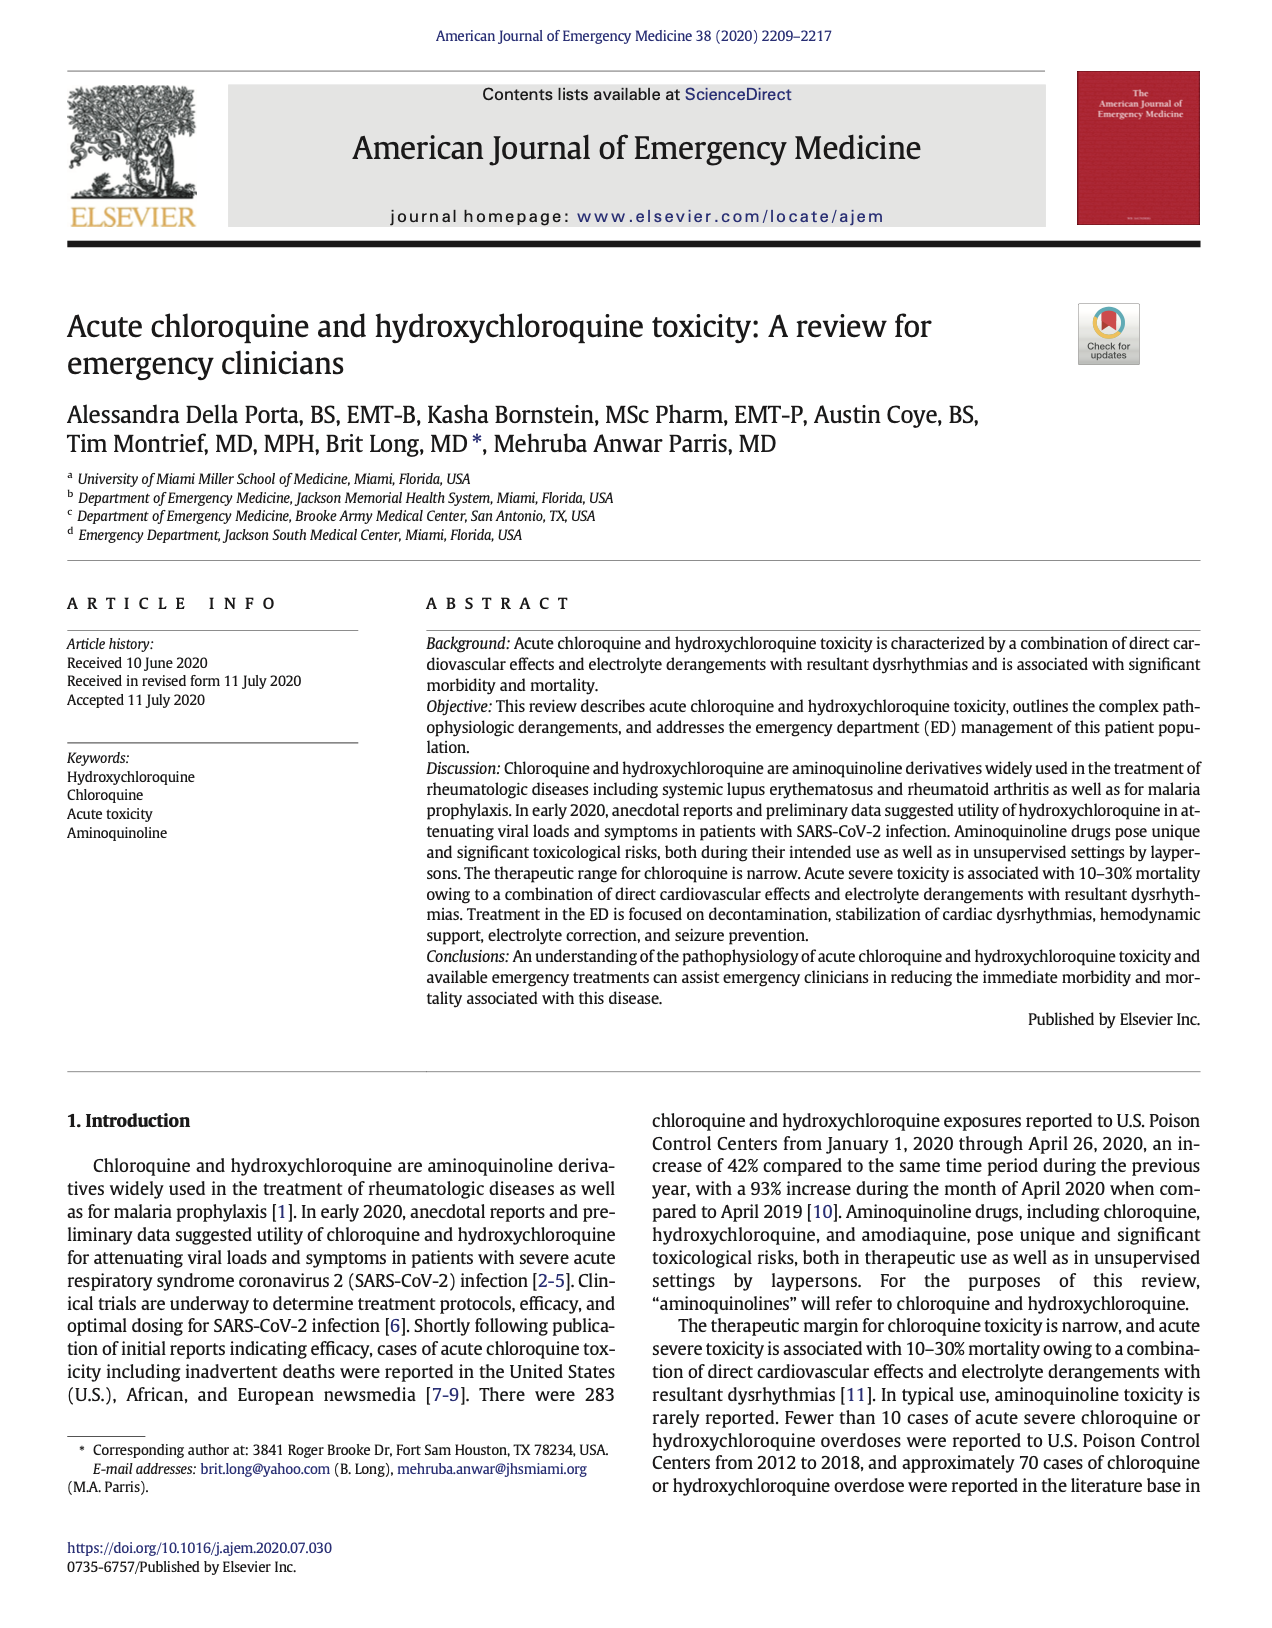 American Journal of Emergency Medicine 38 (2020) 2209–2217
Contents lists available at ScienceDirect
American Journal of Emergency Medicine
journal homepage: www.elsevier.com/locate/ajem
ELSEVIER
The
American Journal of
Emergency Medicine
Acute chloroquine and hydroxychloroquine toxicity: A review for
emergency clinicians
Check for
updates
Alessandra Della Porta, BS, EMT-B, Kasha Bornstein, MSc Pharm, EMT-P, Austin Coye, BS,
Tim Montrief, MD, MPH, Brit Long, MD *, Mehruba Anwar Parris, MD
a University of Miami Miller School of Medicine, Miami, Florida, USA
b Department of Emergency Medicine, Jackson Memorial Health System, Miami, Florida, USA
c Department of Emergency Medicine, Brooke Army Medical Center, San Antonio, TX, USA
d Emergency Department, Jackson South Medical Center, Miami, Florida, USA
ARTICLE INFO
Article history:
Received 10 June 2020
Received in revised form 11 July 2020
Accepted 11 July 2020
Keywords:
Hydroxychloroquine
Chloroquine
Acute toxicity
Aminoquinoline
ABSTRACT
Background: Acute chloroquine and hydroxychloroquine toxicity is characterized by a combination of direct car-
diovascular effects and electrolyte derangements with resultant dysrhythmias and is associated with significant
morbidity and mortality.
Objective: This review describes acute chloroquine and hydroxychloroquine toxicity, outlines the complex path-
ophysiologic derangements, and addresses the emergency department (ED) management of this patient popu-
lation.
Discussion: Chloroquine and hydroxychloroquine are aminoquinoline derivatives widely used in the treatment of
rheumatologic diseases including systemic lupus erythematosus and rheumatoid arthritis as well as for malaria
prophylaxis. In early 2020, anecdotal reports and preliminary data suggested utility of hydroxychloroquine in at-
tenuating viral loads and symptoms in patients with SARS-CoV-2 infection. Aminoquinoline drugs pose unique
and significant toxicological risks, both during their intended use as well as in unsupervised settings by layper-
sons. The therapeutic range for chloroquine is narrow. Acute severe toxicity is associated with 10–30% mortality
owing to a combination of direct cardiovascular effects and electrolyte derangements with resultant dysrhyth-
mias. Treatment in the ED is focused on decontamination, stabilization of cardiac dysrhythmias, hemodynamic
support, electrolyte correction, and seizure prevention.
Conclusions: An understanding of the pathophysiology of acute chloroquine and hydroxychloroquine toxicity and
available emergency treatments can assist emergency clinicians in reducing the immediate morbidity and mor-
tality associated with this disease.
Published by Elsevier Inc.
1. Introduction
Chloroquine and hydroxychloroquine are aminoquinoline deriva-
tives widely used in the treatment of rheumatologic diseases as well
as for malaria prophylaxis [1]. In early 2020, anecdotal reports and pre-
liminary data suggested utility of chloroquine and hydroxychloroquine
for attenuating viral loads and symptoms in patients with severe acute
respiratory syndrome coronavirus 2 (SARS-CoV-2) infection [2-5]. Clin-
ical trials are underway to determine treatment protocols, efficacy, and
optimal dosing for SARS-CoV-2 infection [6]. Shortly following publica-
tion of initial reports indicating efficacy, cases of acute chloroquine tox-
icity including inadvertent deaths were reported in the United States
(U.S.), African, and European newsmedia [7-9]. There were 283
* Corresponding author at: 3841 Roger Brooke Dr, Fort Sam Houston, TX 78234, USA.
E-mail addresses: brit.long@yahoo.com (B. Long), mehruba.anwar@jhsmiami.org
(M.A. Parris).
chloroquine and hydroxychloroquine exposures reported to U.S. Poison
Control Centers from January 1, 2020 through April 26, 2020, an in-
crease of 42% compared to the same time period during the previous
year, with a 93% increase during the month of April 2020 when com-
pared to April 2019 [10]. Aminoquinoline drugs, including chloroquine,
hydroxychloroquine, and amodiaquine, pose unique and significant
toxicological risks, both in therapeutic use as well as in unsupervised
settings by laypersons. For the purposes of this review,
“aminoquinolines” will refer to chloroquine and hydroxychloroquine.
The therapeutic margin for chloroquine toxicity is narrow, and acute
severe toxicity is associated with 10–30% mortality owing to a combina-
tion of direct cardiovascular effects and electrolyte derangements with
resultant dysrhythmias [11]. In typical use, aminoquinoline toxicity is
rarely reported. Fewer than 10 cases of acute severe chloroquine or
hydroxychloroquine overdoses were reported to U.S. Poison Control
Centers from 2012 to 2018, and approximately 70 cases of chloroquine
or hydroxychloroquine overdose were reported in the literature base in
https://doi.org/10.1016/j.ajem.2020.07.030
0735-6757/Published by Elsevier Inc.